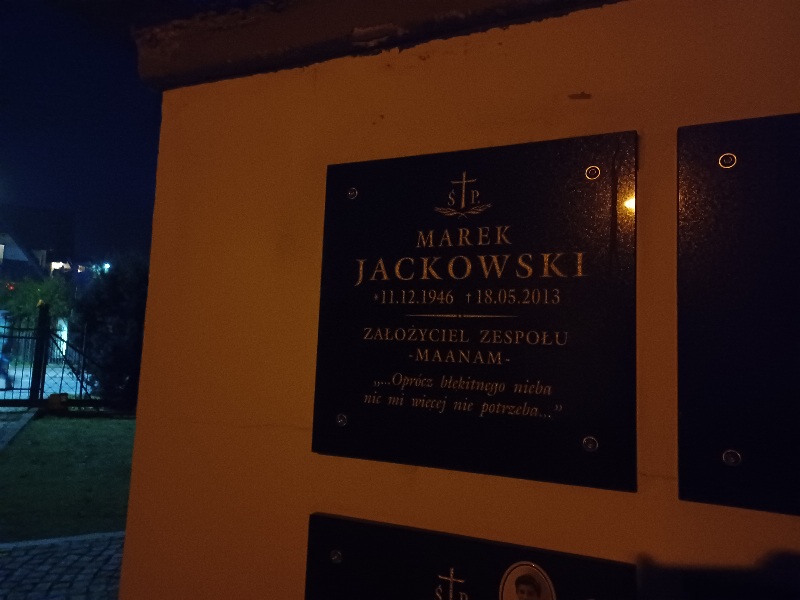 Ś P.
MAREK
JACKOWSKI
*11.12.1946 †18.05.2013
ZAŁOŻYCIEL ZESPOŁU
-MAANAM-
„...Oprócz błękitnego nieba
nic mi więcej nie potrzeba...”
Ś P.